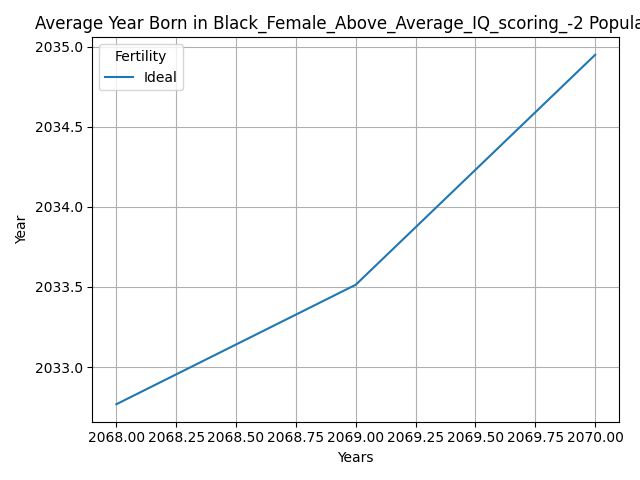 Average Year Born in Black_Female_Above_Average_IQ_scoring_-2 Popula
2035.0
Fertility
Ideal
2034.5
2034.0
Year
2033.5
2033.0
2068.00 2068.25 2068.50 2068.75 2069.00 2069.25 2069.50 2069.75 2070.00
Years